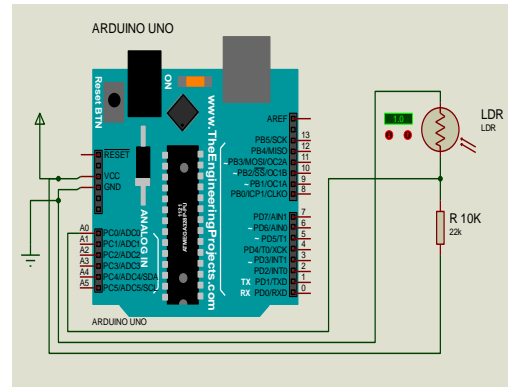 ARDUINO UNO
Reset BTN
ON
www.TheEngineeringProjects.com
ANALOG IN
1121
ATMEGA328P-PU
RESET
VCC
GND
A0 PC0/ADC0
A1 PC1/ADC1
A2 PC2/ADC2
A3 PC3/ADC3
A4 PC4/ADC4/SDA
A5 PC5/ADC5/SCL
AREF
PB5/SCK 13
PB4/MISO 12
~PB3/MOSI/OC2A 11
~PB2/SS/OC1B 10
~PB1/OC1A 9
PB0/ICP1/CLKO 8
PD7/AIN1 7
~PD6/AIN0 6
~PD5/T1 5
PD4/T0/XCK 4
~PD3/INT1 3
PD2/INT0 2
TX PD1/TXD 1
RX PD0/RXD 0
ARDUINO UNO
1.0
LDR
LDR
R 10K
22k